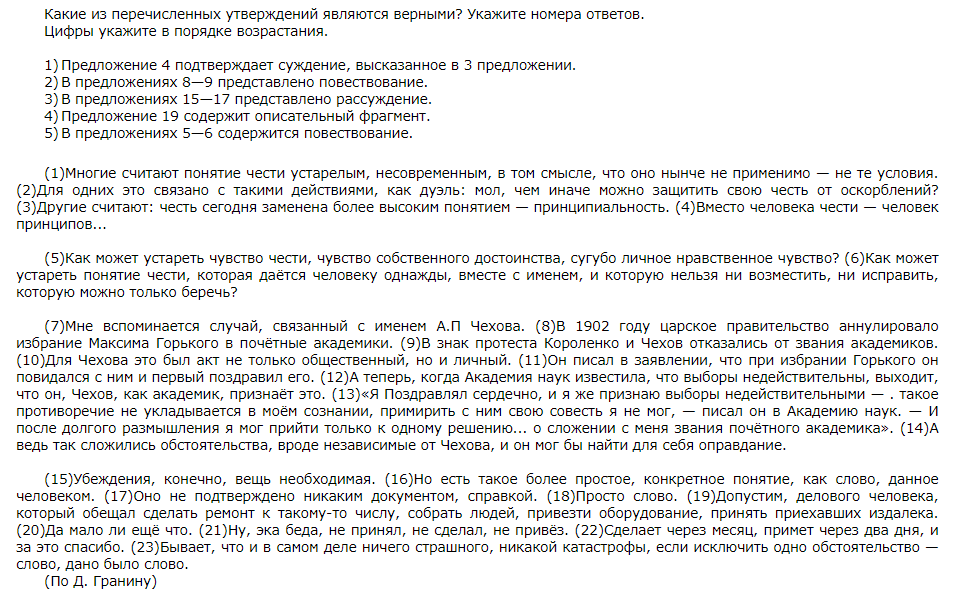 Какие из перечисленных утверждений являются верными? Укажите номера ответов.
Цифры укажите в порядке возрастания.
1) Предложение 4 подтверждает суждение, высказанное в 3 предложении.
2) В предложениях 8—9 представлено повествование.
3) В предложениях 15—17 представлено рассуждение.
4) Предложение 19 содержит описательный фрагмент.
5) В предложениях 5—6 содержится повествование.
(1)Многие считают понятие чести устарелым, несовременным, в том смысле, что оно нынче не применимо — не те условия.
(2)Для одних это связано с такими действиями, как дуэль: мол, чем иначе можно защитить свою честь от оскорблений?
(3)Другие считают: честь сегодня заменена более высоким понятием — принципиальность. (4)Вместо человека чести — человек
принципов...
(5)Как может устареть чувство чести, чувство собственного достоинства, сугубо личное нравственное чувство? (6)Как может
устареть понятие чести, которая даётся человеку однажды, вместе с именем, и которую нельзя ни возместить, ни исправить,
которую можно только беречь?
(7)Мне вспоминается случай, связанный с именем А.П Чехова. (8)В 1902 году царское правительство аннулировало
избрание Максима Горького в почётные академики. (9)В знак протеста Короленко и Чехов отказались от звания академиков.
(10)Для Чехова это был акт не только общественный, но и личный. (11)Он писал в заявлении, что при избрании Горького он
повидался с ним и первый поздравил его. (12)А теперь, когда Академия наук известила, что выборы недействительны, выходит,
что он, Чехов, как академик, признаёт это. (13)«Я Поздравлял сердечно, и я же признаю выборы недействительными — . такое
противоречие не укладывается в моём сознании, примирить с ним свою совесть я не мог, — писал он в Академию наук. — И
после долгого размышления я мог прийти только к одному решению... о сложении с меня звания почётного академика». (14)А
ведь так сложились обстоятельства, вроде независимые от Чехова, и он мог бы найти для себя оправдание.
(15)Убеждения, конечно, вещь необходимая. (16)Но есть такое более простое, конкретное понятие, как слово, данное
человеком. (17)Оно не подтверждено никаким документом, справкой. (18)Просто слово. (19)Допустим, делового человека,
который обещал сделать ремонт к такому-то числу, собрать людей, привезти оборудование, принять приехавших издалека.
(20)Да мало ли ещё что. (21)Ну, эка беда, не принял, не сделал, не привёз. (22)Сделает через месяц, примет через два дня, и
за это спасибо. (23)Бывает, что и в самом деле ничего страшного, никакой катастрофы, если исключить одно обстоятельство —
слово, дано было слово.
(По Д. Гранину)